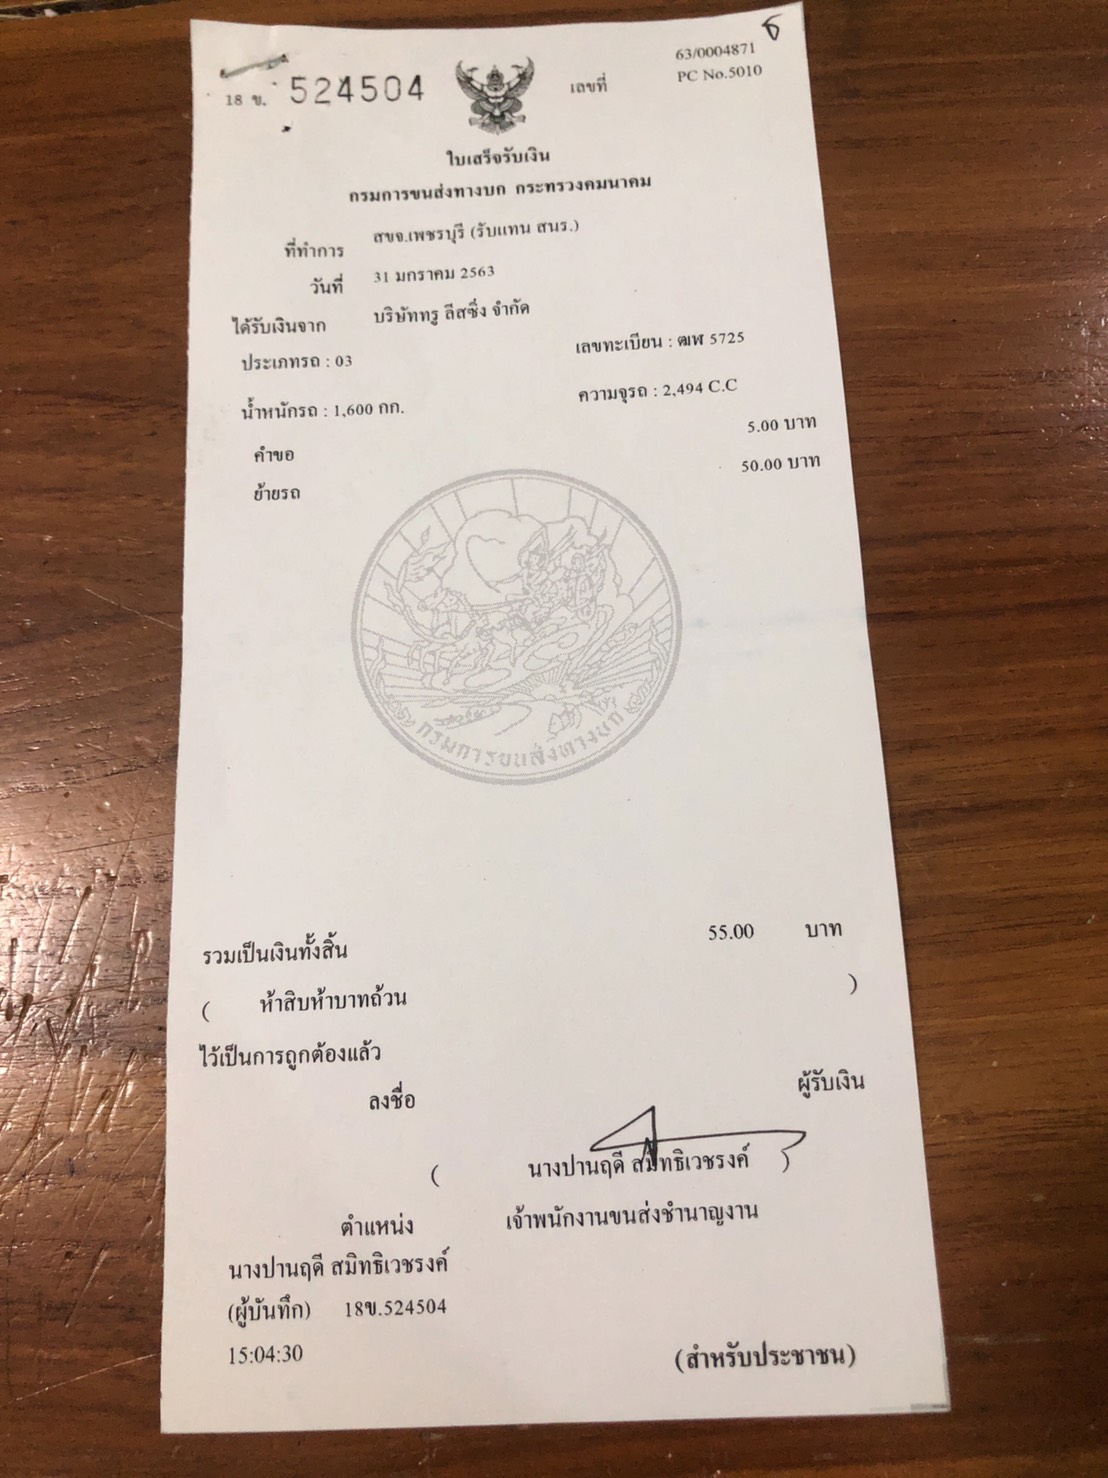 63/0004871
18 ข. 524504 เลขที่ PC No.5010
ใบเสร็จรับเงิน
กรมการขนส่งทางบก กระทรวงคมนาคม
ที่ทำการ สขจ.เพชรบุรี (รับแทน สนร.)
วันที่ 31 มกราคม 2563
ได้รับเงินจาก บริษัททรู ลีสซิ่ง จำกัด
ประเภทรถ : 03 เลขทะเบียน : ฒฬ 5725
น้ำหนักรถ : 1,600 กก. ความจุรถ : 2,494 C.C
คำขอ 5.00 บาท
ย้ายรถ 50.00 บาท
กรมการขนส่งทางบก
รวมเป็นเงินทั้งสิ้น 55.00 บาท
( ห้าสิบห้าบาทถ้วน )
ไว้เป็นการถูกต้องแล้ว
ลงชื่อ ผู้รับเงิน
( นางปานฤดี สมิทธิเวชรงค์ )
ตำแหน่ง เจ้าพนักงานขนส่งชำนาญงาน
นางปานฤดี สมิทธิเวชรงค์
(ผู้บันทึก) 18ข.524504
15:04:30 (สำหรับประชาชน)